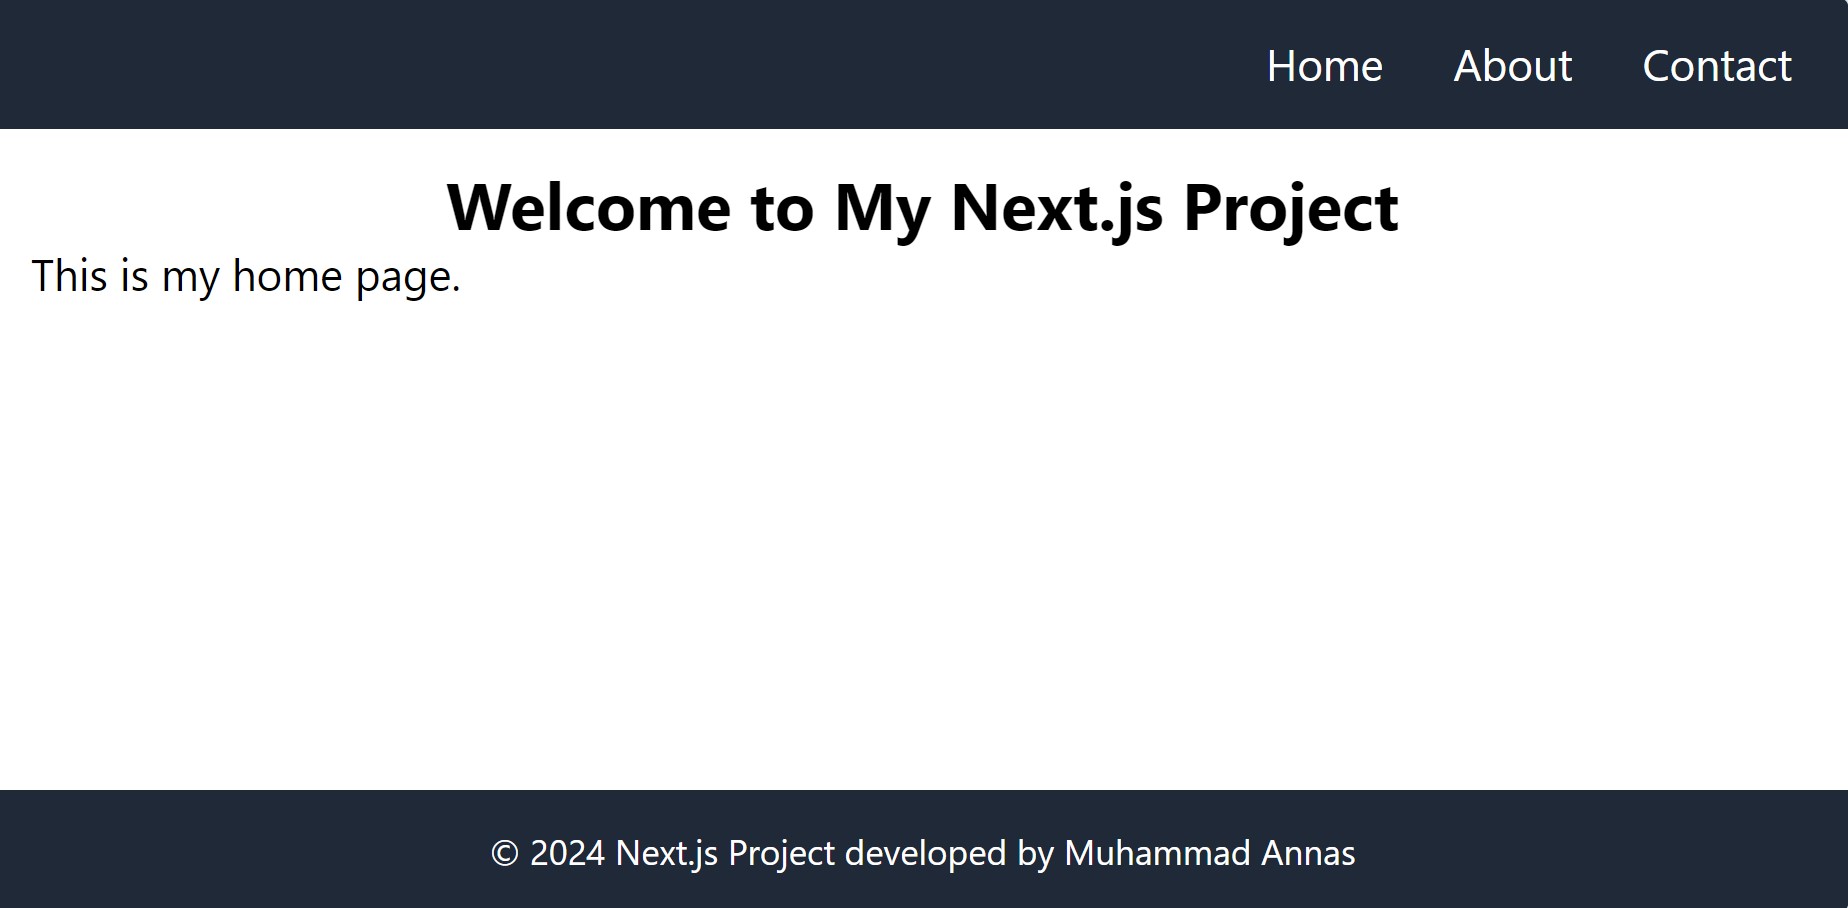 Home About Contact
Welcome to My Next.js Project
This is my home page.
© 2024 Next.js Project developed by Muhammad Annas